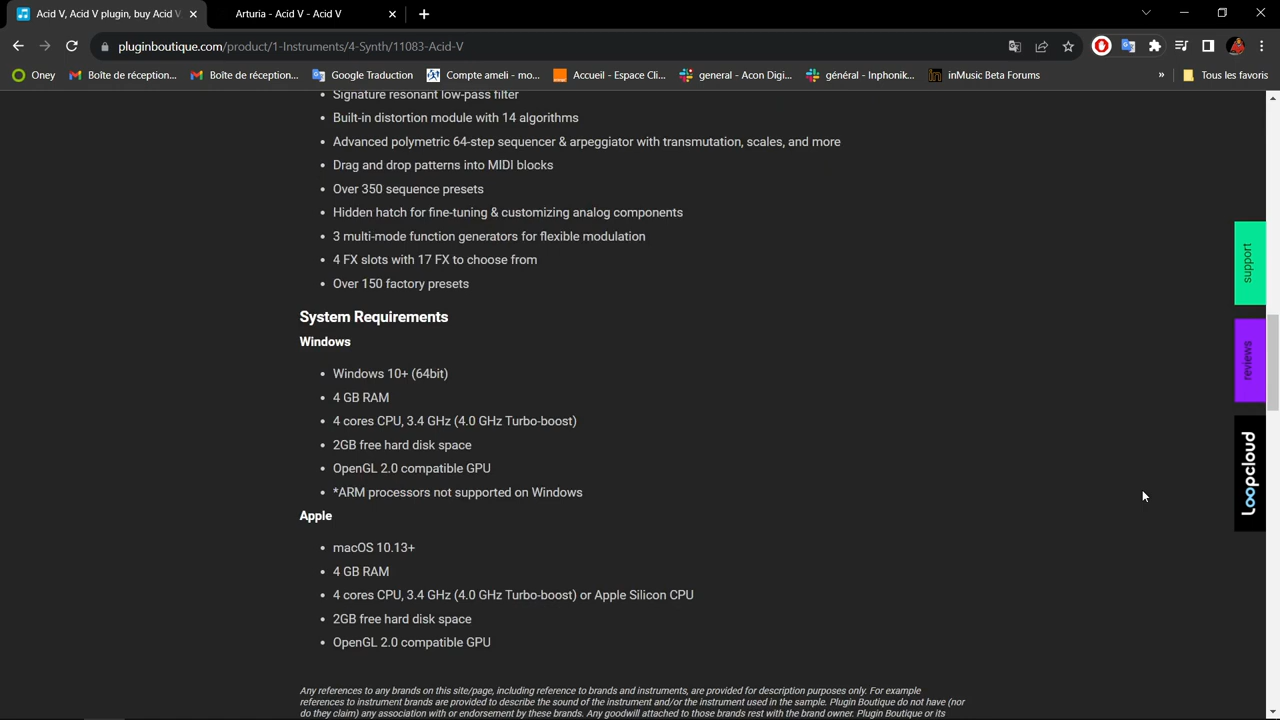 Acid V, Acid V plugin, buy Acid V
Arturia - Acid V - Acid V
pluginboutique.com/product/1-Instruments/4-Synth/11083-Acid-V
Oney
Boîte de réception...
Boîte de réception...
Google Traduction
Compte ameli - mo...
Accueil - Espace Cli...
general - Acon Digi...
général - Inphonik...
inMusic Beta Forums
»
Tous les favoris
Signature resonant low-pass filter
Built-in distortion module with 14 algorithms
Advanced polymetric 64-step sequencer & arpeggiator with transmutation, scales, and more
Drag and drop patterns into MIDI blocks
Over 350 sequence presets
Hidden hatch for fine-tuning & customizing analog components
3 multi-mode function generators for flexible modulation
4 FX slots with 17 FX to choose from
Over 150 factory presets
System Requirements
Windows
Windows 10+ (64bit)
4 GB RAM
4 cores CPU, 3.4 GHz (4.0 GHz Turbo-boost)
2GB free hard disk space
OpenGL 2.0 compatible GPU
*ARM processors not supported on Windows
Apple
macOS 10.13+
4 GB RAM
4 cores CPU, 3.4 GHz (4.0 GHz Turbo-boost) or Apple Silicon CPU
2GB free hard disk space
OpenGL 2.0 compatible GPU
Any references to any brands on this site/page, including reference to brands and instruments, are provided for description purposes only. For example
references to instrument brands are provided to describe the sound of the instrument and/or the instrument used in the sample. Plugin Boutique do not have (nor
do they claim) any association with or endorsement by these brands. Any goodwill attached to those brands rest with the brand owner. Plugin Boutique or its
support
reviews
Loopcloud